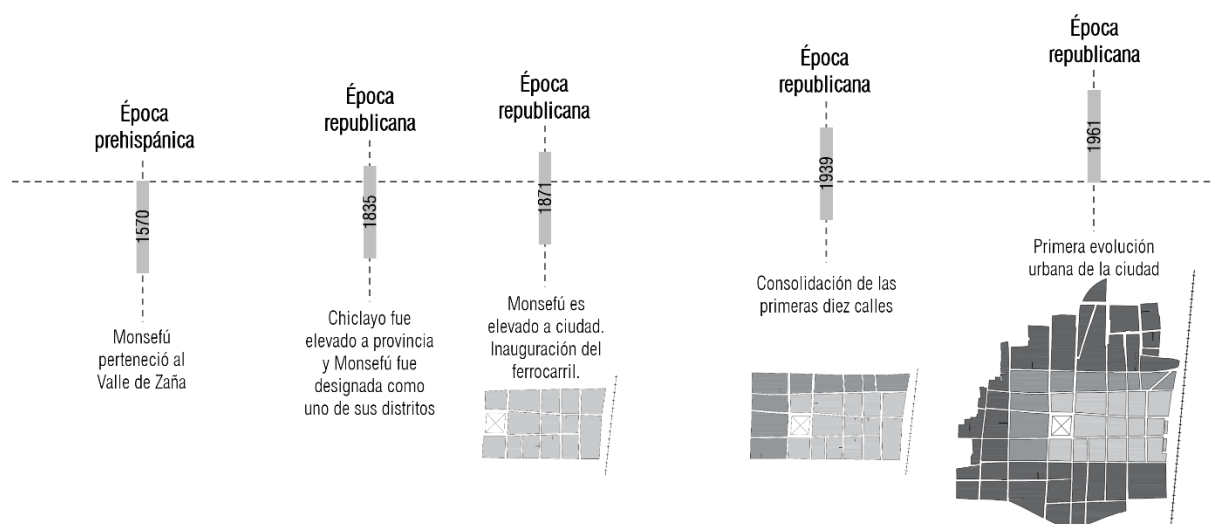 Época
prehispánica
1570
Monsefú
perteneció al
Valle de Zaña
Época
republicana
1835
Chiclayo fue
elevado a provincia
y Monsefú fue
designada como
uno de sus distritos
Época
republicana
1871
Monsefú es
elevado a ciudad.
Inauguración del
ferrocarril.
Época
republicana
1939
Consolidación de las
primeras diez calles
Época
republicana
1961
Primera evolución
urbana de la ciudad